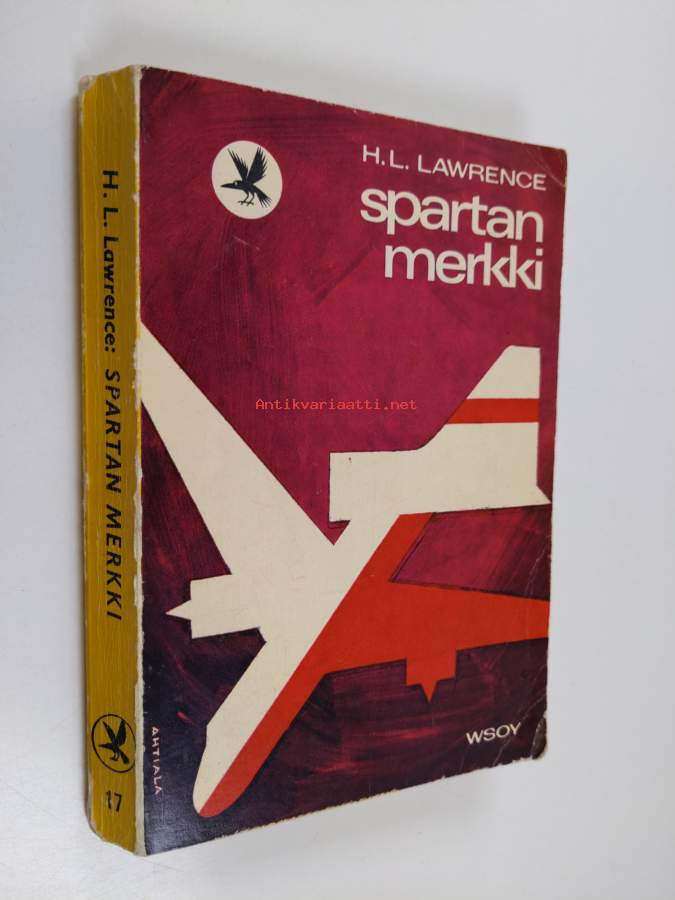 H. L. Lawrence: SPARTAN MERKKI
17
H.L. LAWRENCE
spartan
merkki
Antikvariaatti.net
WSOY
AHTIALA